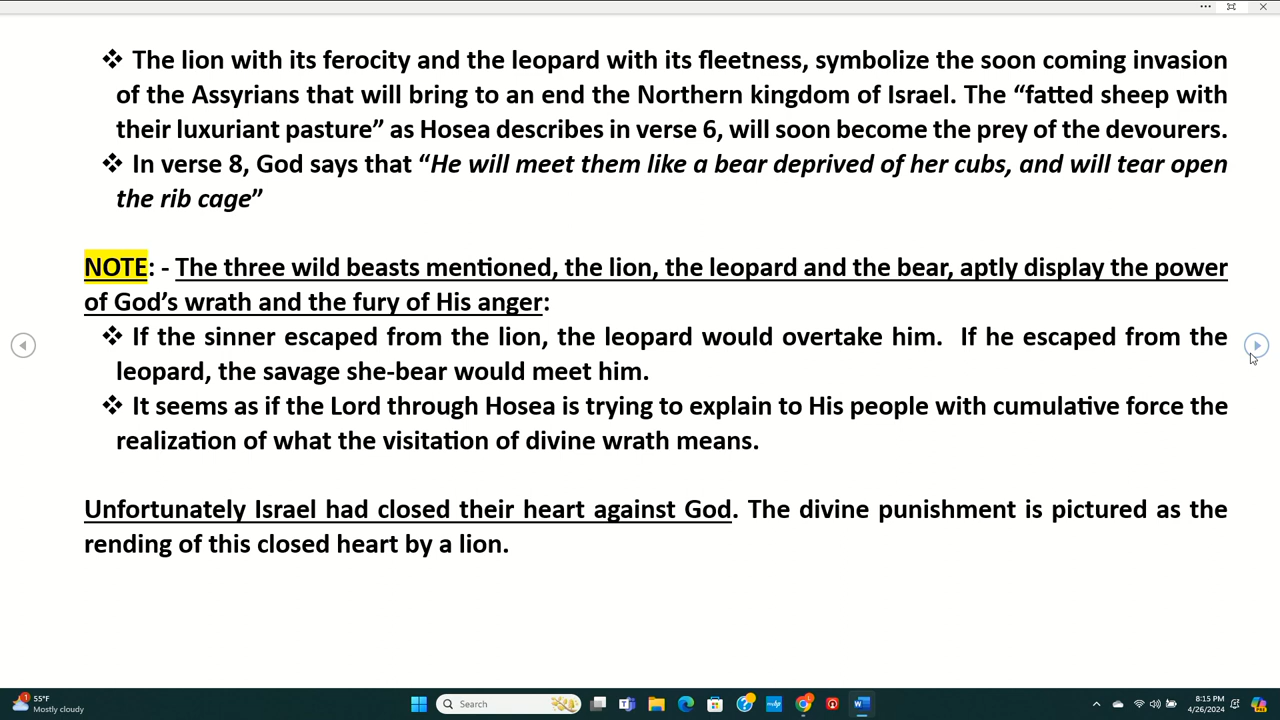 ❖ The lion with its ferocity and the leopard with its fleetness, symbolize the soon coming invasion
of the Assyrians that will bring to an end the Northern kingdom of Israel. The “fatted sheep with
their luxuriant pasture” as Hosea describes in verse 6, will soon become the prey of the devourers.
❖ In verse 8, God says that “He will meet them like a bear deprived of her cubs, and will tear open
the rib cage”
NOTE: - The three wild beasts mentioned, the lion, the leopard and the bear, aptly display the power
of God’s wrath and the fury of His anger:
❖ If the sinner escaped from the lion, the leopard would overtake him.  If he escaped from the
leopard, the savage she-bear would meet him.
❖ It seems as if the Lord through Hosea is trying to explain to His people with cumulative force the
realization of what the visitation of divine wrath means.
Unfortunately Israel had closed their heart against God. The divine punishment is pictured as the
rending of this closed heart by a lion.
1
55°F
Mostly cloudy
Search
8:15 PM
4/26/2024